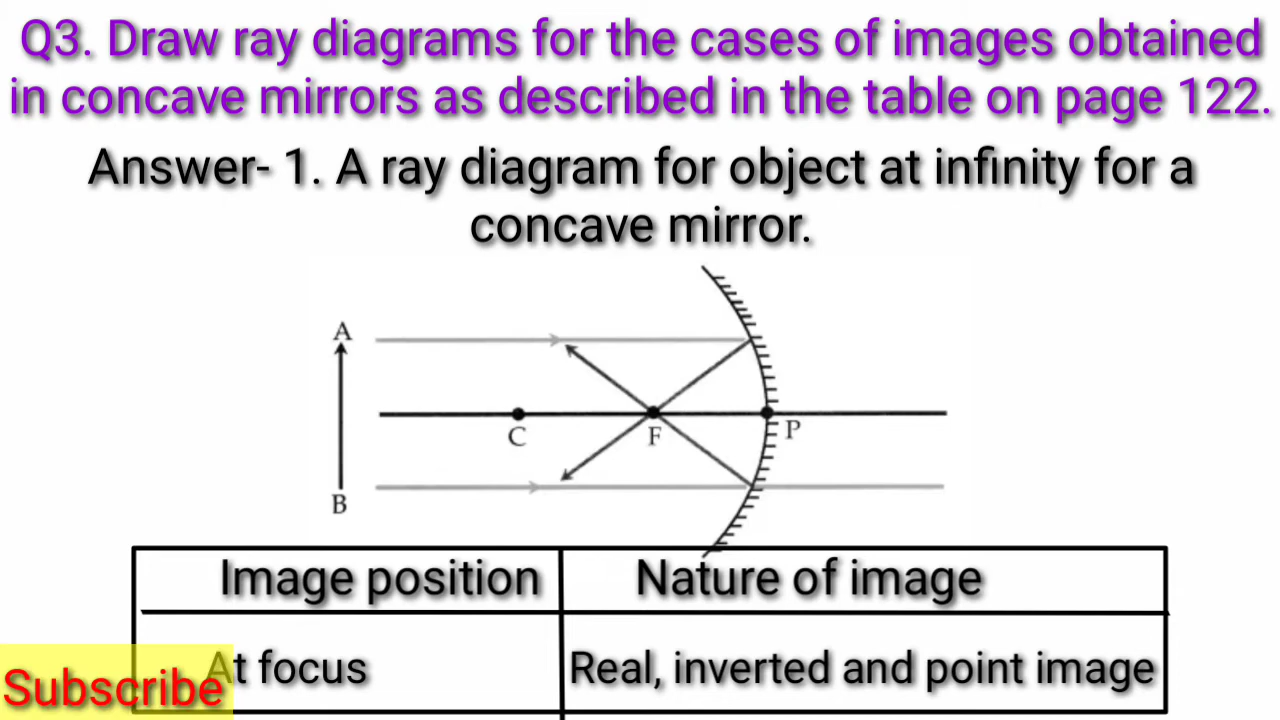 Q3. Draw ray diagrams for the cases of images obtained
in concave mirrors as described in the table on page 122.
Answer- 1. A ray diagram for object at infinity for a
concave mirror.
A
C
F
P
B
Image position
Nature of image
At focus
Real, inverted and point image
Subscribe